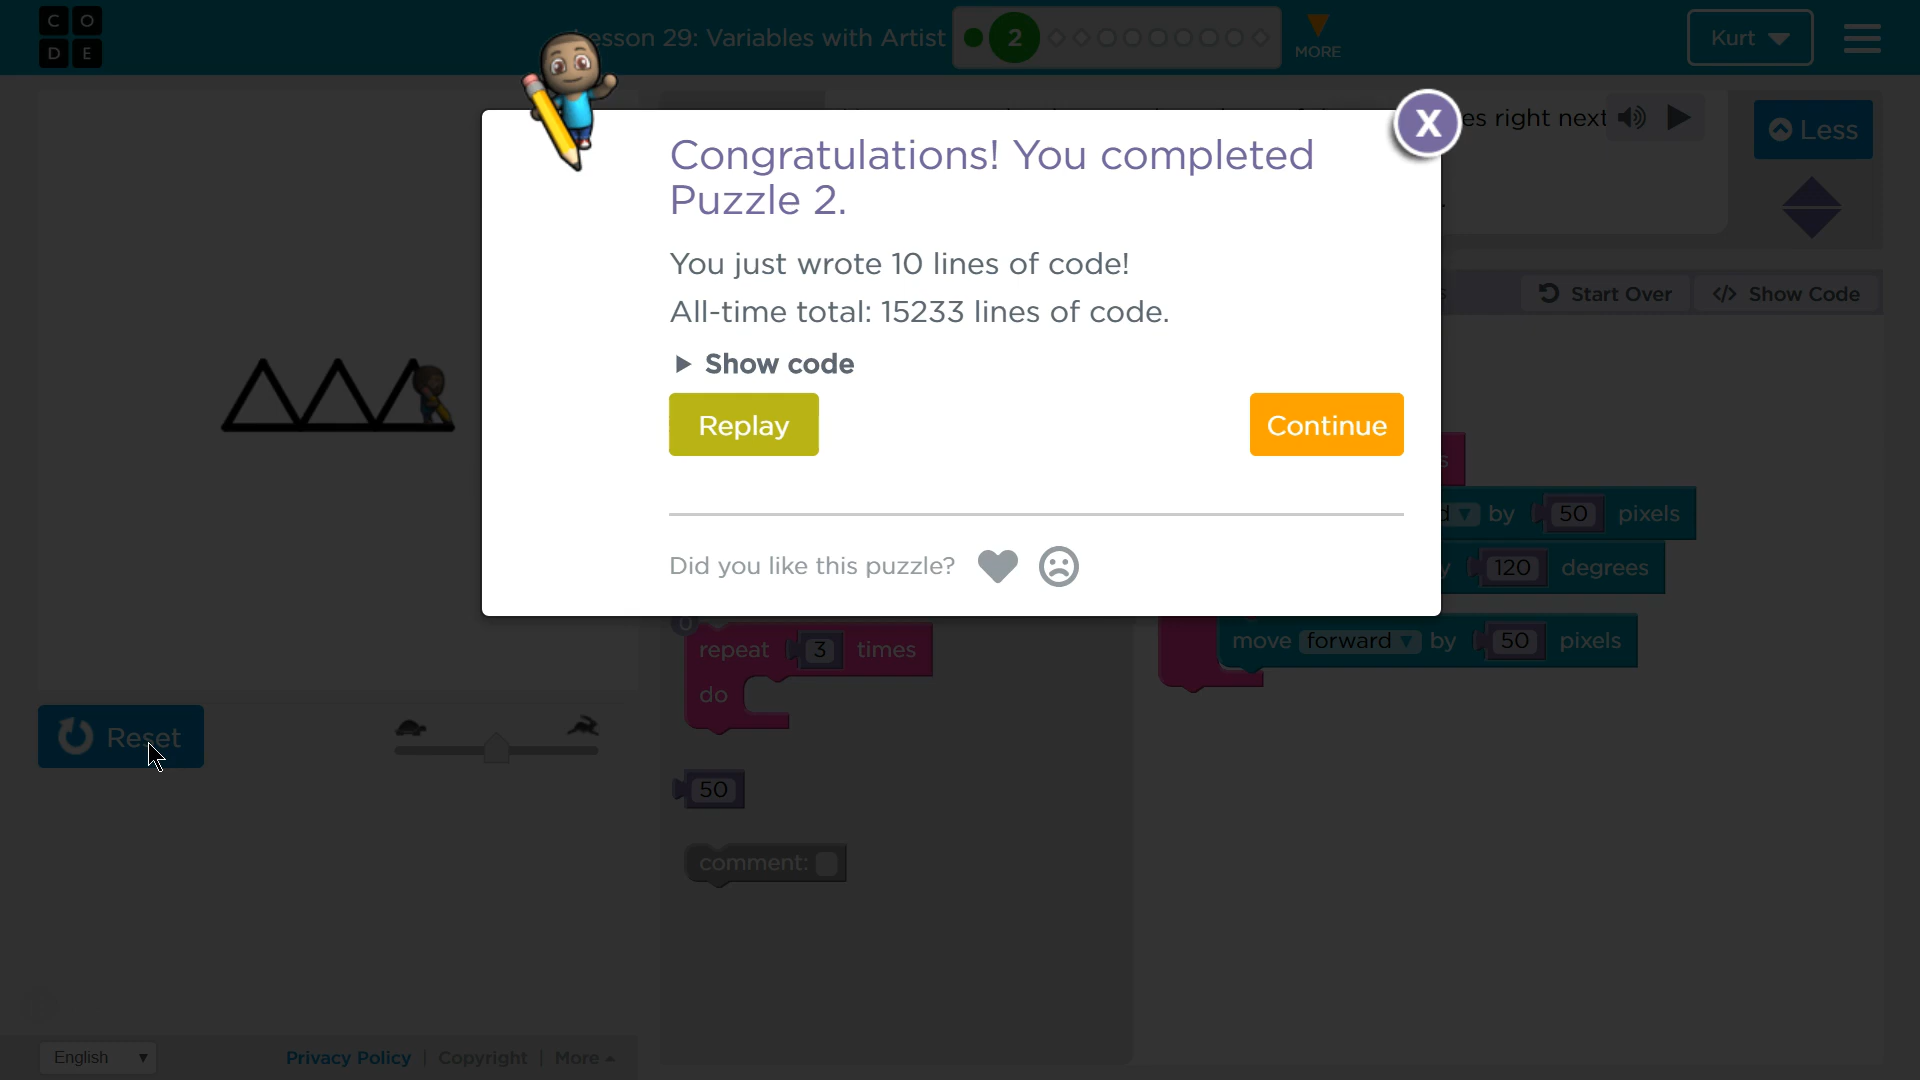 C O
D E
esson 29: Variables with Artist
2
MORE
Kurt
es right next
Less
X
Congratulations! You completed
Puzzle 2.
You just wrote 10 lines of code!
All-time total: 15233 lines of code.
Show code
Replay
Continue
Did you like this puzzle?
Start Over
</> Show Code
by 50 pixels
120 degrees
move forward by 50 pixels
0
repeat 3 times
do
50
comment:
Reset
English
Privacy Policy | Copyright | More